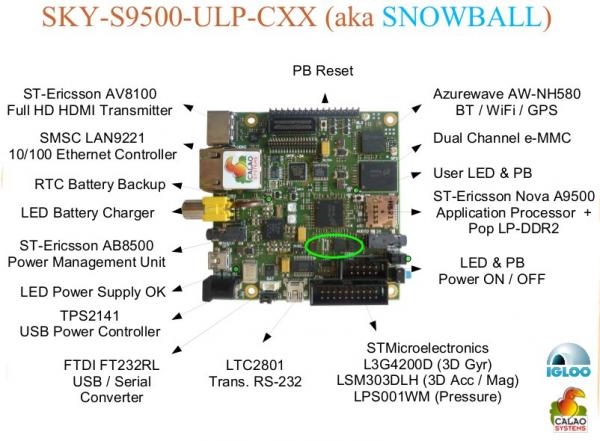 SKY-S9500-ULP-CXX (aka SNOWBALL)
PB Reset
ST-Ericsson AV8100
Full HD HDMI Transmitter
SMSC LAN9221
10/100 Ethernet Controller
RTC Battery Backup
LED Battery Charger
ST-Ericsson AB8500
Power Management Unit
LED Power Supply OK
TPS2141
USB Power Controller
FTDI FT232RL
USB / Serial
Converter
LTC2801
Trans. RS-232
STMicroelectronics
L3G4200D (3D Gyr)
LSM303DLH (3D Acc / Mag)
LPS001WM (Pressure)
Azurewave AW-NH580
BT / WiFi / GPS
Dual Channel e-MMC
User LED & PB
ST-Ericsson Nova A9500
Application Processor +
Pop LP-DDR2
LED & PB
Power ON / OFF
CALAO
SYSTEMS
IGLOO
CALAO
SYSTEMS